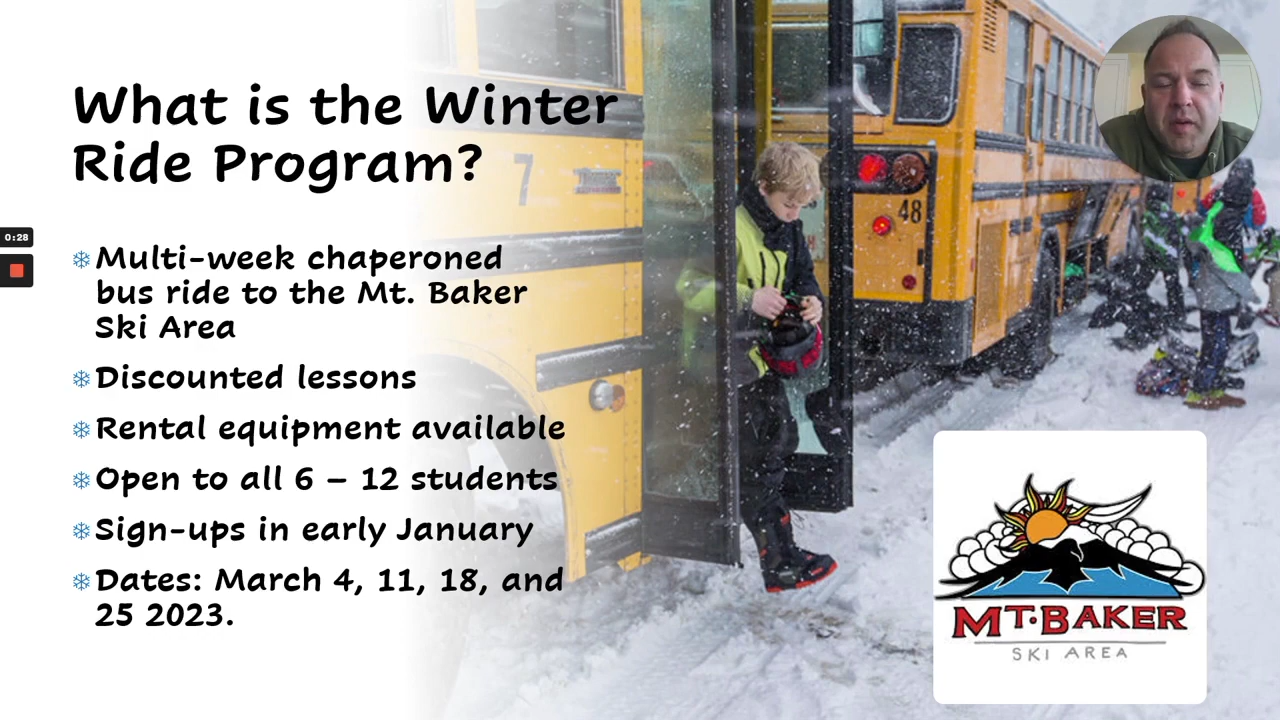 What is the Winter
Ride Program?
0:28
Multi-week chaperoned
bus ride to the Mt. Baker
Ski Area
Discounted lessons
Rental equipment available
Open to all 6 – 12 students
Sign-ups in early January
Dates: March 4, 11, 18, and
25 2023.
7
48
MT. BAKER
SKI AREA